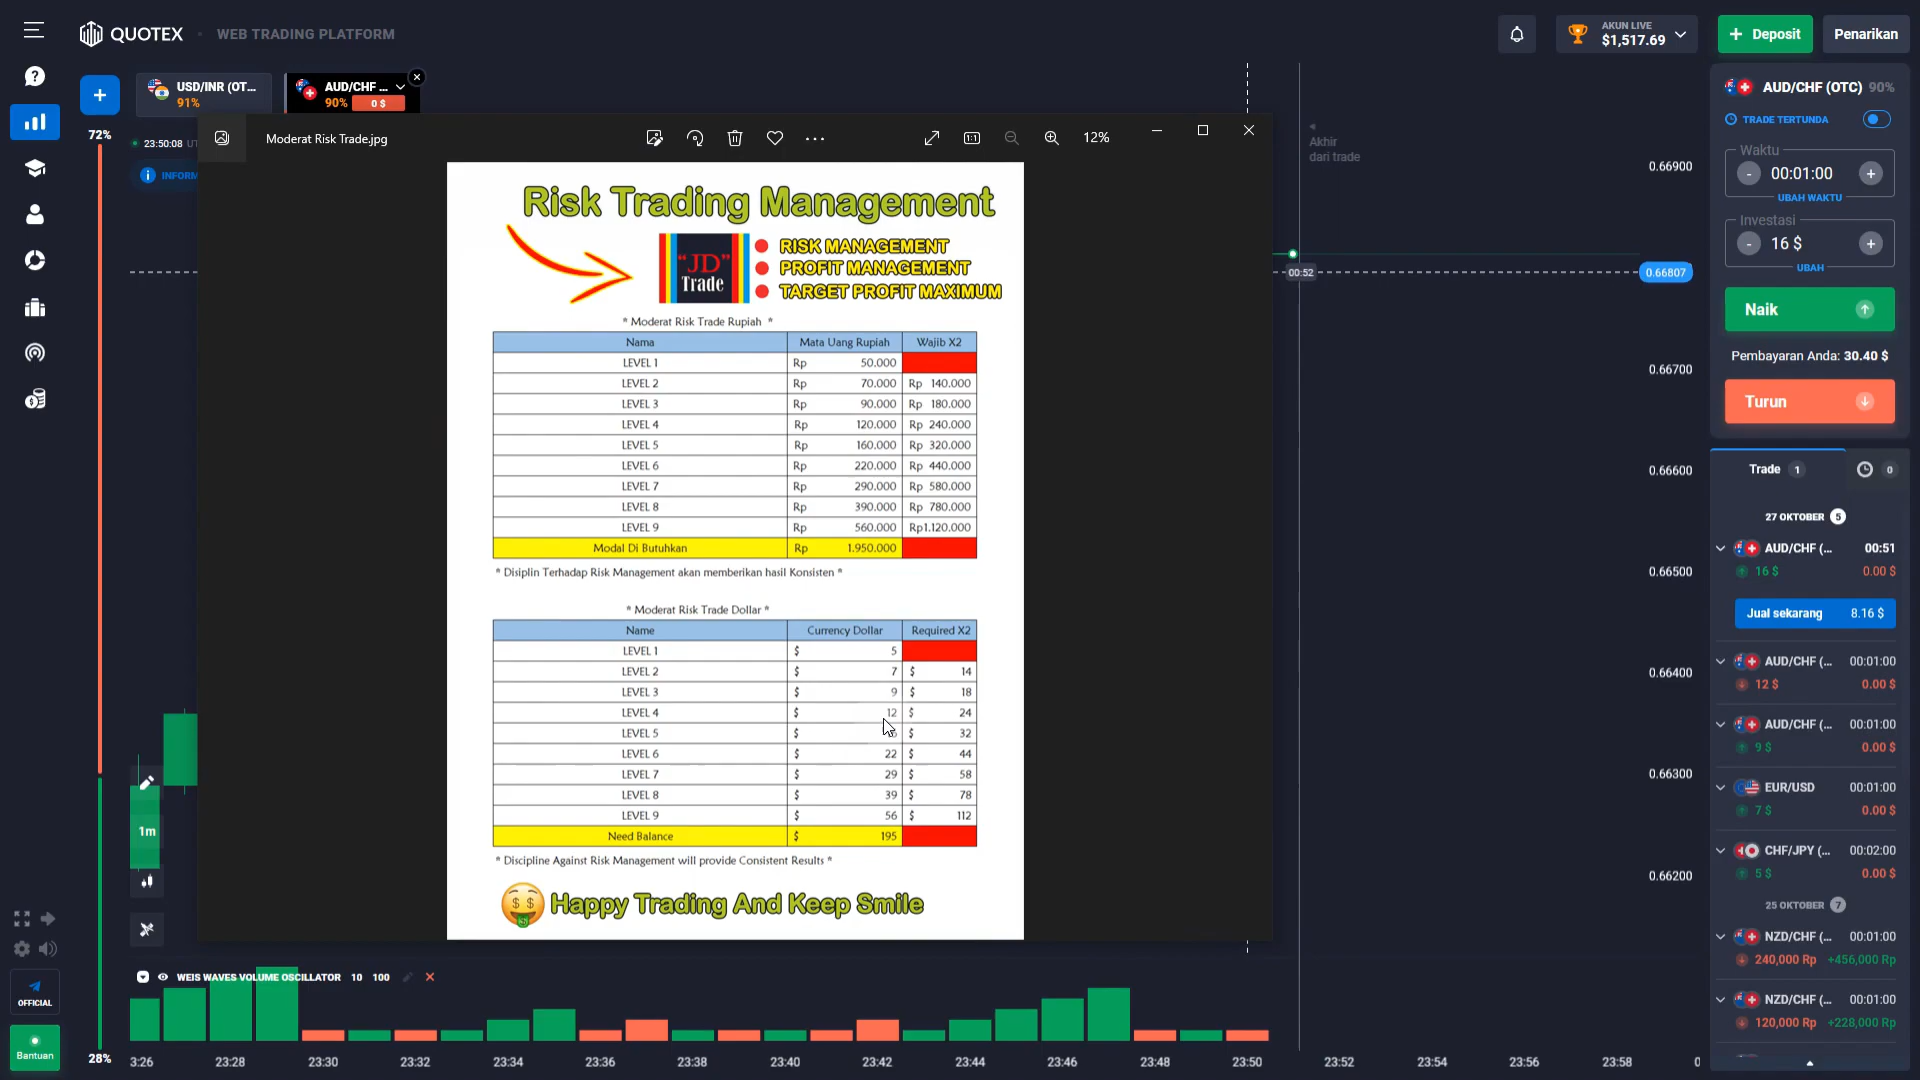 QUOTEX
WEB TRADING PLATFORM
AKUN LIVE
$1,517.69
Deposit
Penarikan
USD/INR (OT...
91%
AUD/CHF ...
90%
0 $
72%
23:50:08
INFORM
Moderat Risk Trade.jpg
1:1
12%
Risk Trading Management
"JD"
Trade
RISK MANAGEMENT
PROFIT MANAGEMENT
TARGET PROFIT MAXIMUM
* Moderat Risk Trade Rupiah *
Nama Mata Uang Rupiah Wajib X2
LEVEL 1 Rp 50.000
LEVEL 2 Rp 70.000 Rp 140.000
LEVEL 3 Rp 90.000 Rp 180.000
LEVEL 4 Rp 120.000 Rp 240.000
LEVEL 5 Rp 160.000 Rp 320.000
LEVEL 6 Rp 220.000 Rp 440.000
LEVEL 7 Rp 290.000 Rp 580.000
LEVEL 8 Rp 390.000 Rp 780.000
LEVEL 9 Rp 560.000 Rp1.120.000
Modal Di Butuhkan Rp 1.950.000
* Disiplin Terhadap Risk Management akan memberikan hasil Konsisten *
* Moderat Risk Trade Dollar *
Name Currency Dollar Required X2
LEVEL 1 $ 5
LEVEL 2 $ 7 $ 14
LEVEL 3 $ 9 $ 18
LEVEL 4 $ 12 $ 24
LEVEL 5 $ $ 32
LEVEL 6 $ 22 $ 44
LEVEL 7 $ 29 $ 58
LEVEL 8 $ 39 $ 78
LEVEL 9 $ 56 $ 112
Need Balance $ 195
* Discipline Against Risk Management will provide Consistent Results *
Happy Trading And Keep Smile
Akhir
dari trade
00:52
0.66900
0.66807
0.66700
0.66600
0.66500
0.66400
0.66300
0.66200
1m
WEIS WAVES VOLUME OSCILLATOR 10 100
OFFICIAL
Bantuan
28%
3:26 23:28 23:30 23:32 23:34 23:36 23:38 23:40 23:42 23:44 23:46 23:48 23:50 23:52 23:54 23:56 23:58
AUD/CHF (OTC) 90%
TRADE TERTUNDA
Waktu
- 00:01:00 +
UBAH WAKTU
Investasi
- 16 $ +
UBAH
Naik
Pembayaran Anda: 30.40 $
Turun
Trade 1 0
27 OKTOBER 5
AUD/CHF (... 00:51
16 $ 0.00 $
Jual sekarang 8.16 $
AUD/CHF (... 00:01:00
12 $ 0.00 $
AUD/CHF (... 00:01:00
9 $ 0.00 $
EUR/USD 00:01:00
7 $ 0.00 $
CHF/JPY (... 00:02:00
5 $ 0.00 $
25 OKTOBER 7
NZD/CHF (... 00:01:00
240,000 Rp +456,000 Rp
NZD/CHF (... 00:01:00
120,000 Rp +228,000 Rp